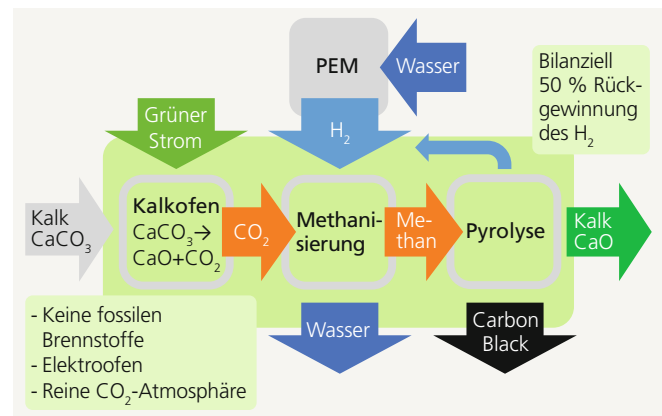 PEM
Wasser
Bilanziell
50 % Rück-
gewinnung
des H₂
Grüner
Strom
H₂
Kalk
CaCO₃
Kalkofen
CaCO₃→
CaO+CO₂
CO₂
Methani-
sierung
Me-
than
Pyrolyse
Kalk
CaO
- Keine fossilen
Brennstoffe
- Elektroofen
- Reine CO₂-Atmosphäre
Wasser
Carbon
Black